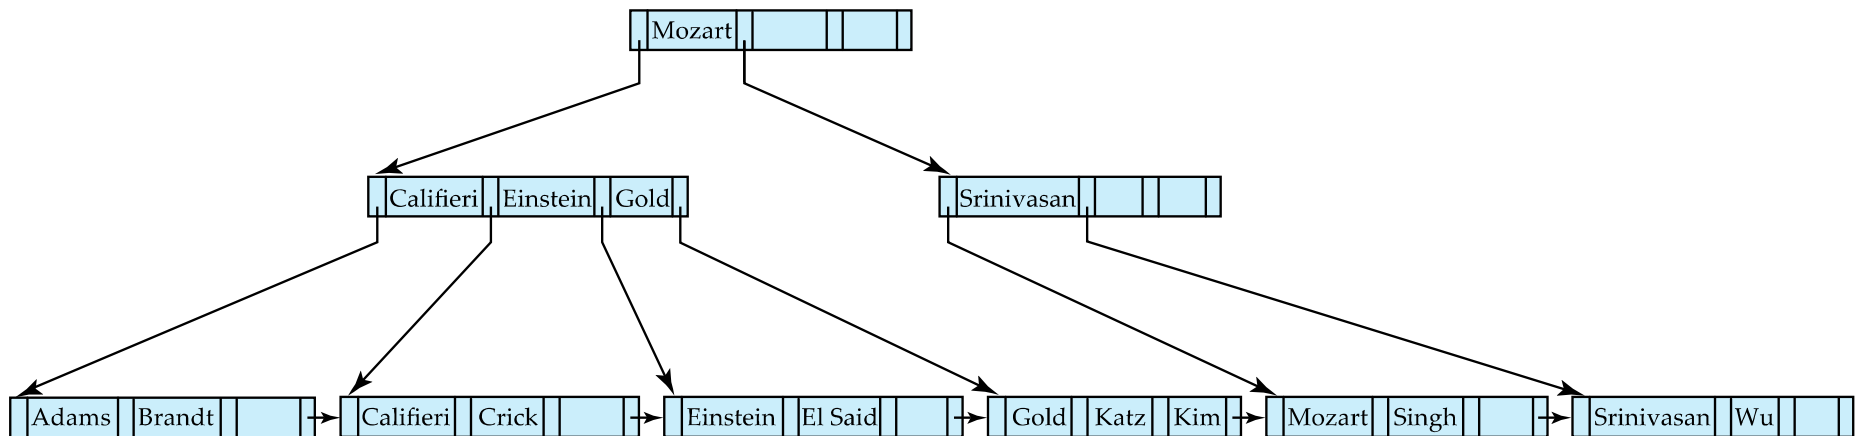 Mozart
Califieri Einstein Gold Srinivasan
Adams Brandt Califieri Crick Einstein El Said Gold Katz Kim Mozart Singh Srinivasan Wu